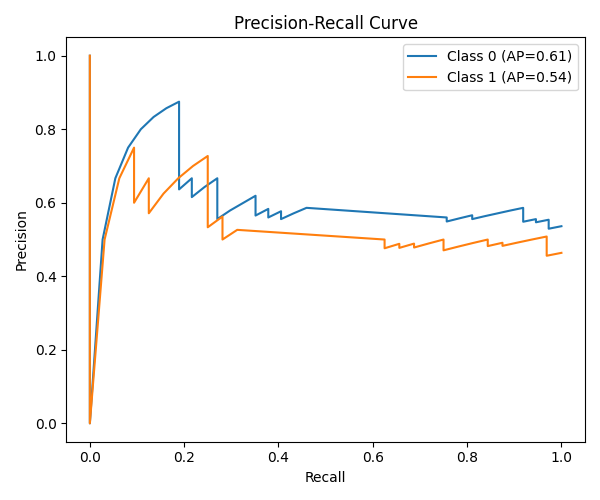 Precision-Recall Curve
Class 0 (AP=0.61)
Class 1 (AP=0.54)
1.0
0.8
0.6
0.4
0.2
0.0
Precision
0.0 0.2 0.4 0.6 0.8 1.0
Recall